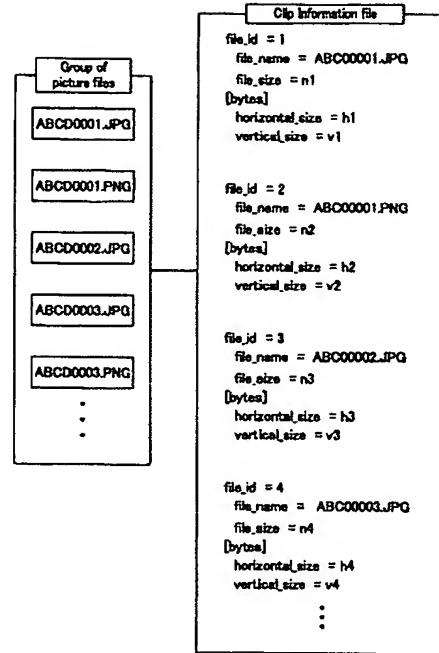 Group of
picture files
ABCD0001.JPG
ABCD0001.PNG
ABCD0002.JPG
ABCD0003.JPG
ABCD0003.PNG
Clip Information file
file_id = 1
file_name = ABC00001.JPG
file_size = n1
[bytes]
horizontal_size = h1
vertical_size = v1
file_id = 2
file_name = ABC00001.PNG
file_size = n2
[bytes]
horizontal_size = h2
vertical_size = v2
file_id = 3
file_name = ABC00002.JPG
file_size = n3
[bytes]
horizontal_size = h3
vertical_size = v3
file_id = 4
file_name = ABC00003.JPG
file_size = n4
[bytes]
horizontal_size = h4
vertical_size = v4